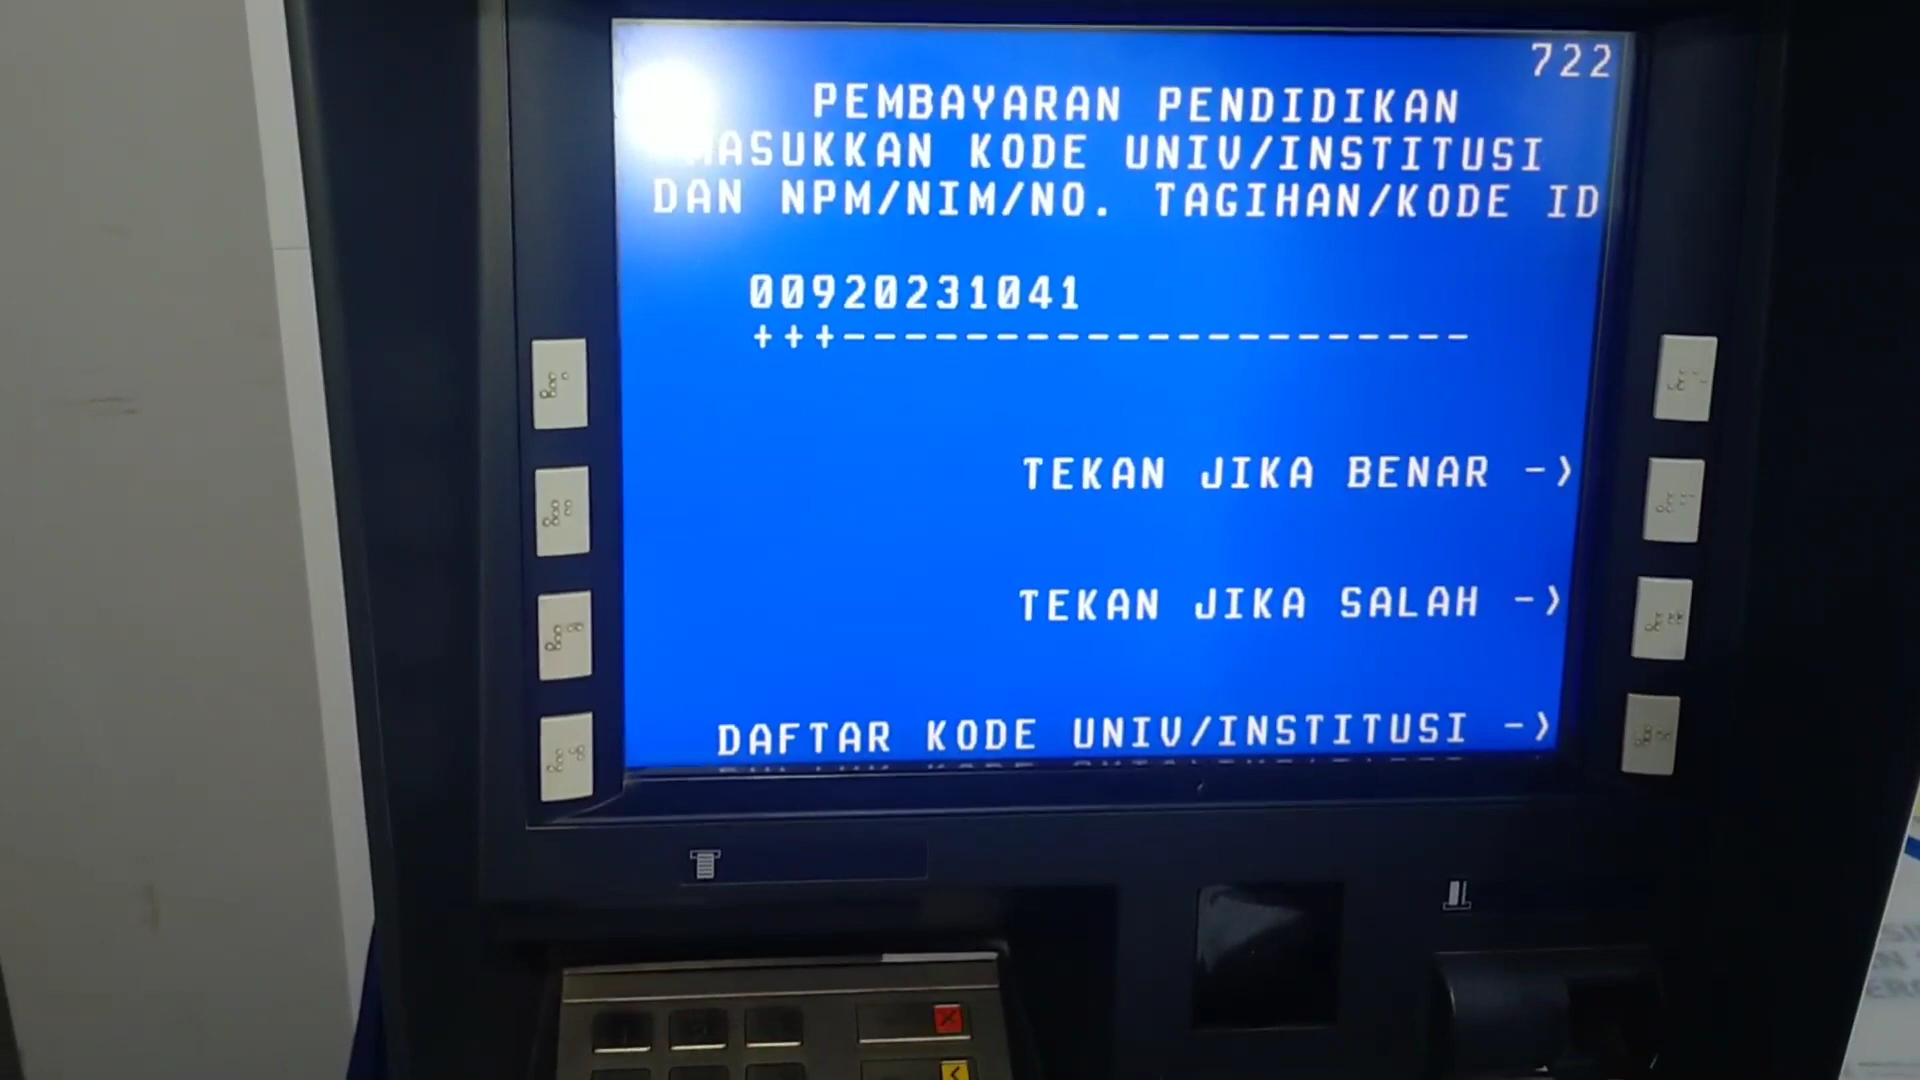 722
PEMBAYARAN PENDIDIKAN
MASUKKAN KODE UNIV/INSTITUSI
DAN NPM/NIM/NO. TAGIHAN/KODE ID
00920231041
+++--------------------
TEKAN JIKA BENAR ->
TEKAN JIKA SALAH ->
DAFTAR KODE UNIV/INSTITUSI ->